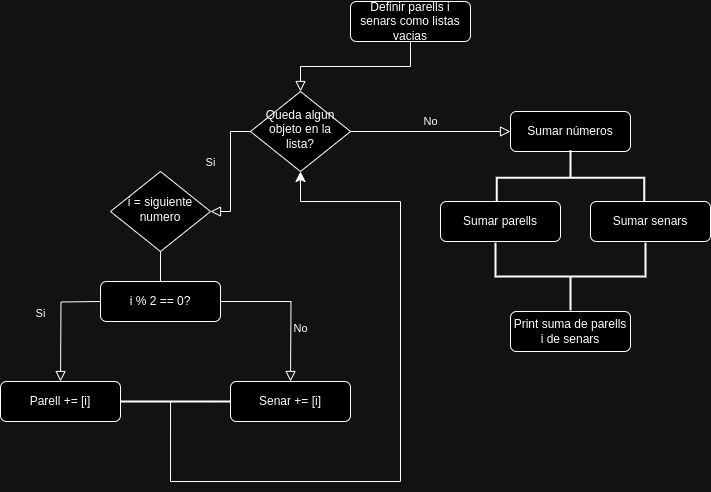 Definir parells i
senars como listas
vacias
Queda algun
objeto en la
lista?
No
Sumar números
Si
i = siguiente
numero
Sumar parells
Sumar senars
i % 2 == 0?
Si
No
Print suma de parells
i de senars
Parell += [i]
Senar += [i]